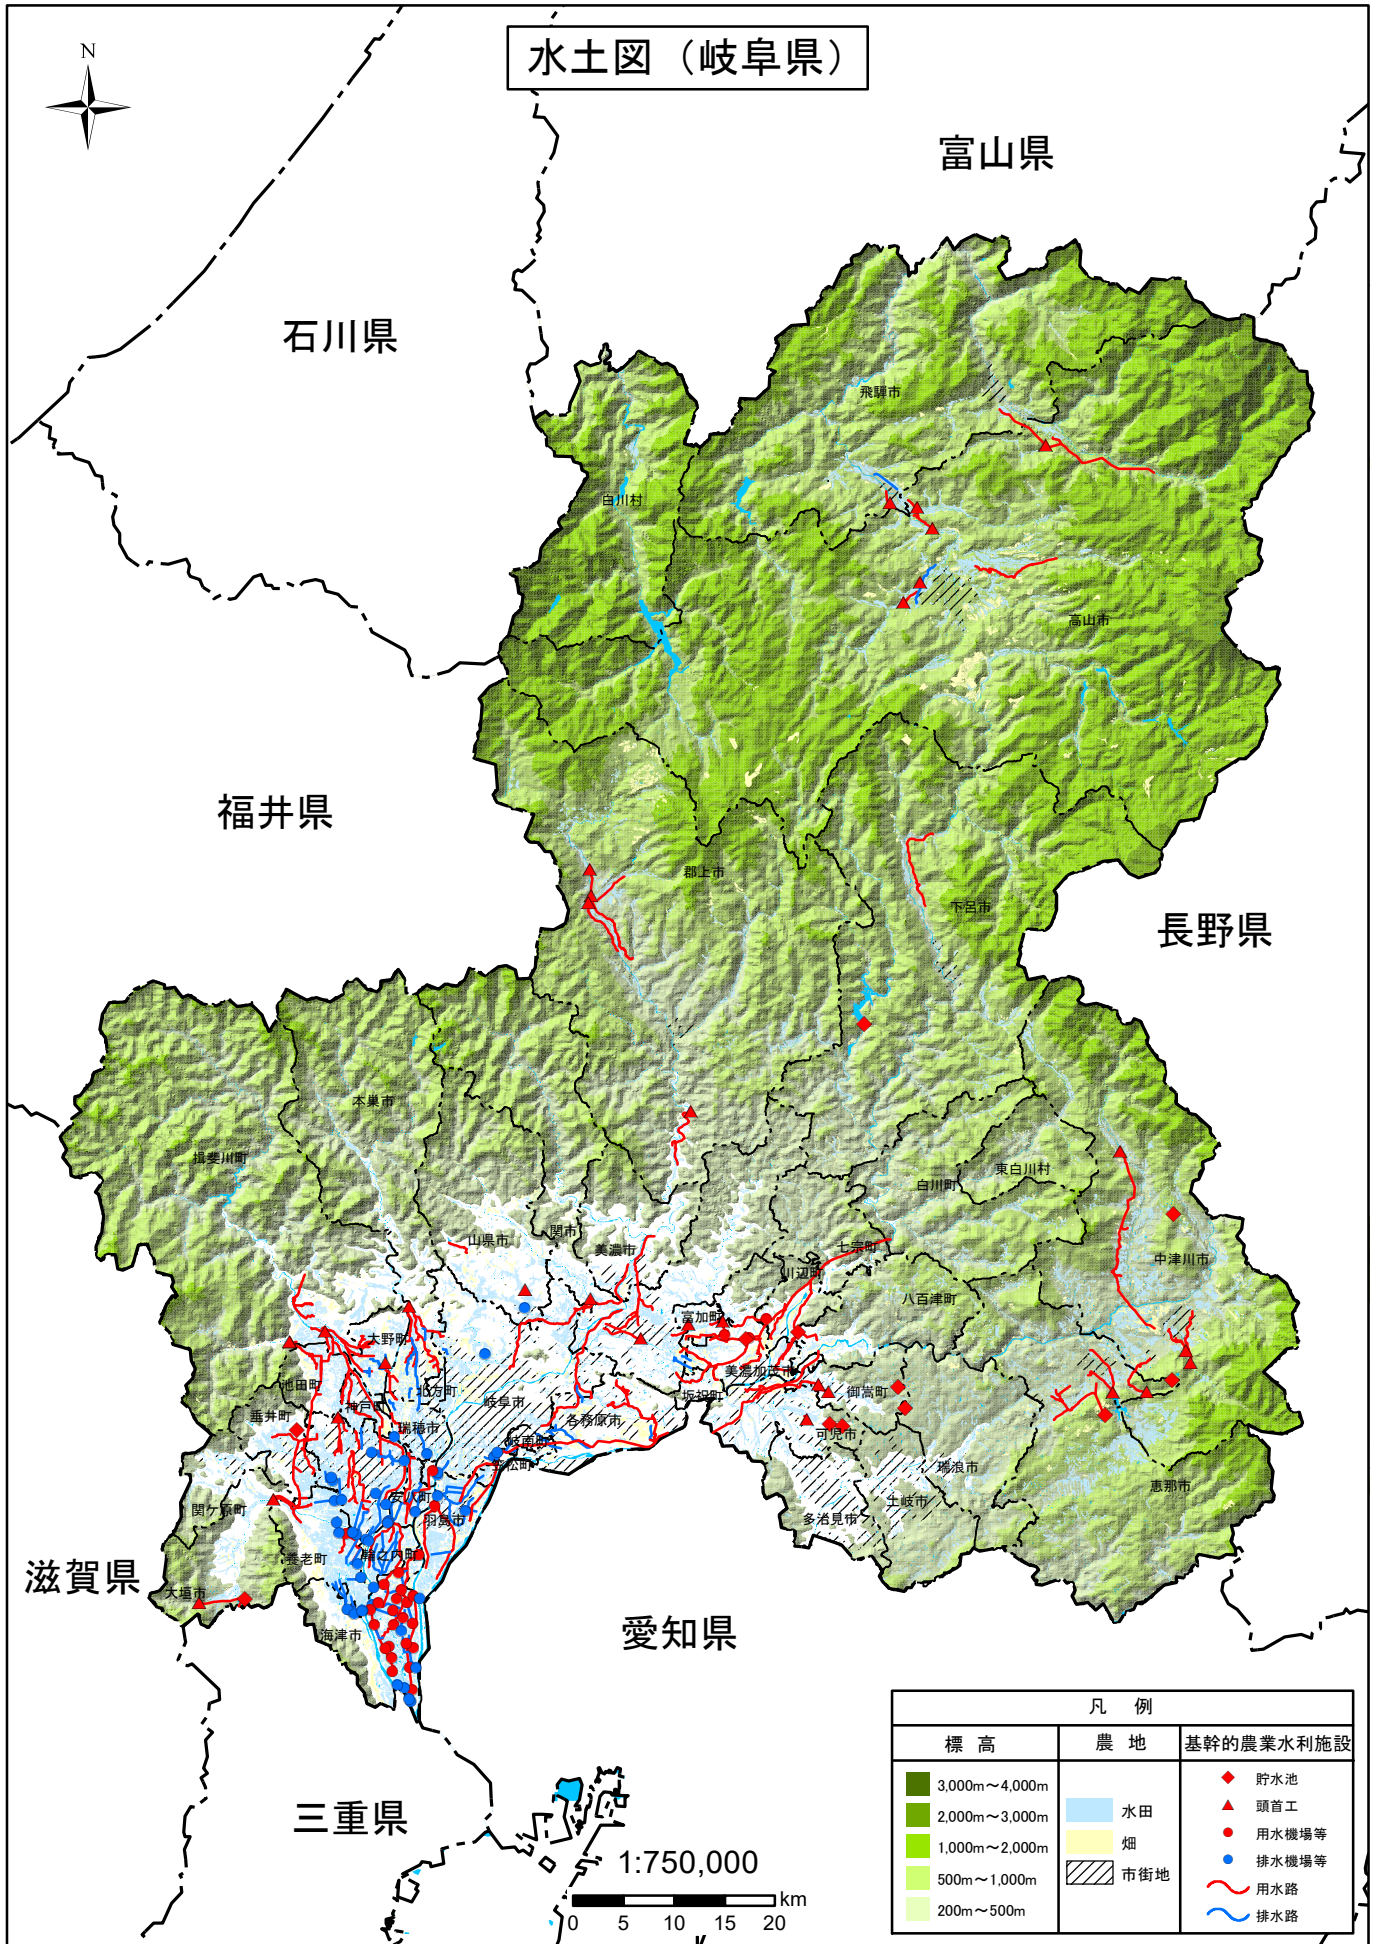 水土図（岐阜県）
N
富山県
石川県
飛騨市
白川村
高山市
福井県
郡上市
下呂市
長野県
本巣市
揖斐川町
東白川村
白川町
山県市
関市
美濃市
七宗町
川辺町
中津川市
八百津町
富加町
大野町
美濃加茂市
池田町
北方町
御嵩町
坂祝町
神戸町
岐阜市
垂井町
瑞穂市
各務原市
可児市
岐南町
笠松町
瑞浪市
恵那市
安八町
土岐市
関ケ原町
羽島市
多治見市
輪之内町
養老町
滋賀県
大垣市
海津市
愛知県
三重県
1:750,000
km
0 5 10 15 20
凡 例
標 高
農 地
基幹的農業水利施設
3,000m～4,000m
2,000m～3,000m
1,000m～2,000m
500m～1,000m
200m～500m
水田
畑
市街地
貯水池
頭首工
用水機場等
排水機場等
用水路
排水路